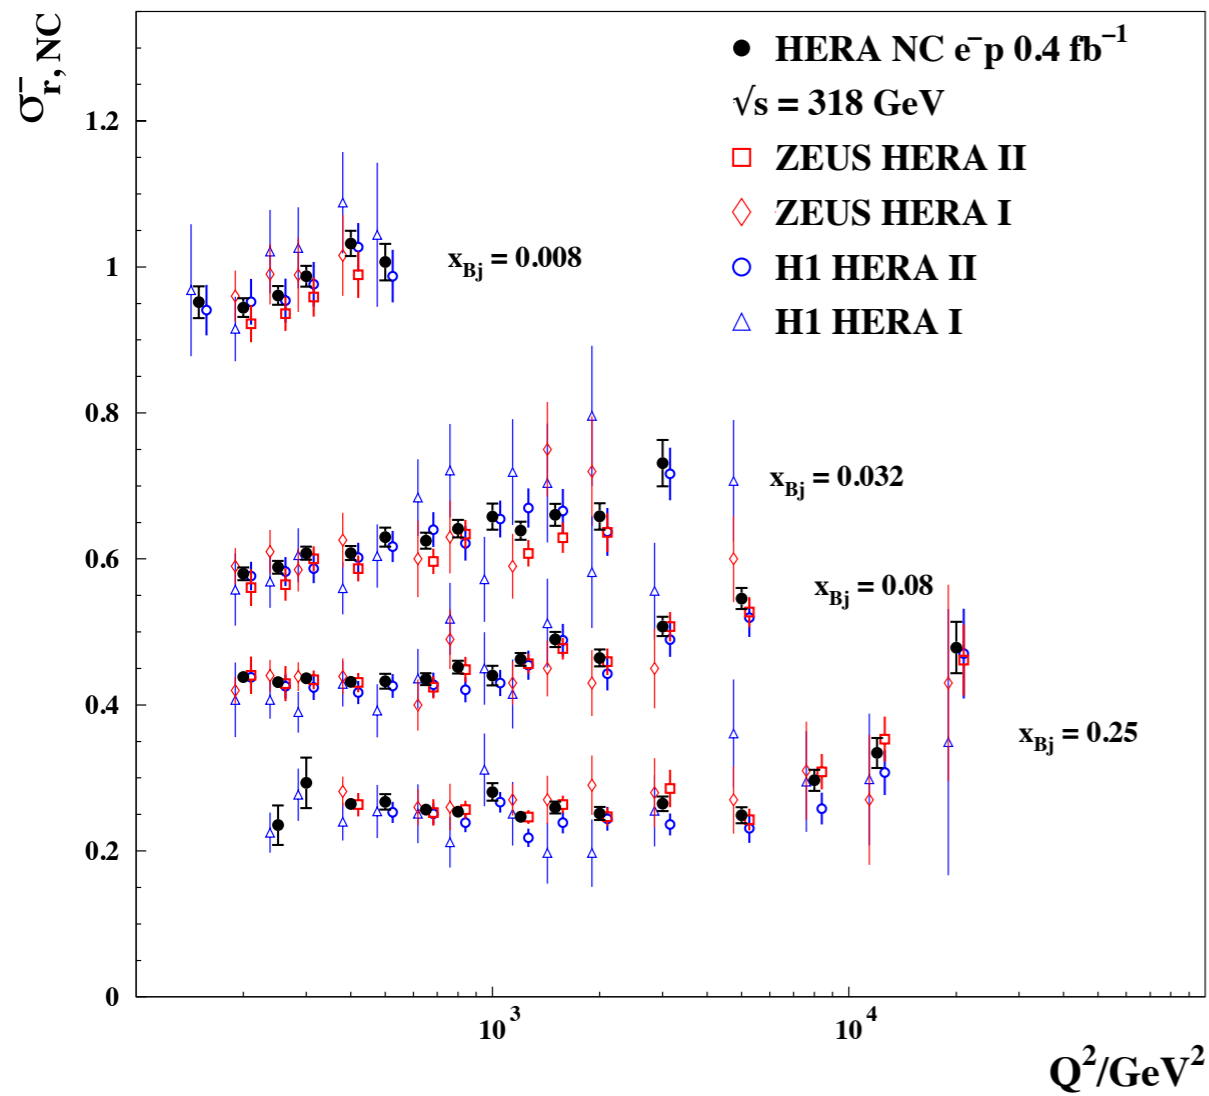 σ⁻r, NC
HERA NC e⁻p 0.4 fb⁻¹
√s = 318 GeV
ZEUS HERA II
ZEUS HERA I
H1 HERA II
H1 HERA I
1.2
1
0.8
0.6
0.4
0.2
0
xBj = 0.008
xBj = 0.032
xBj = 0.08
xBj = 0.25
10³
10⁴
Q²/GeV²